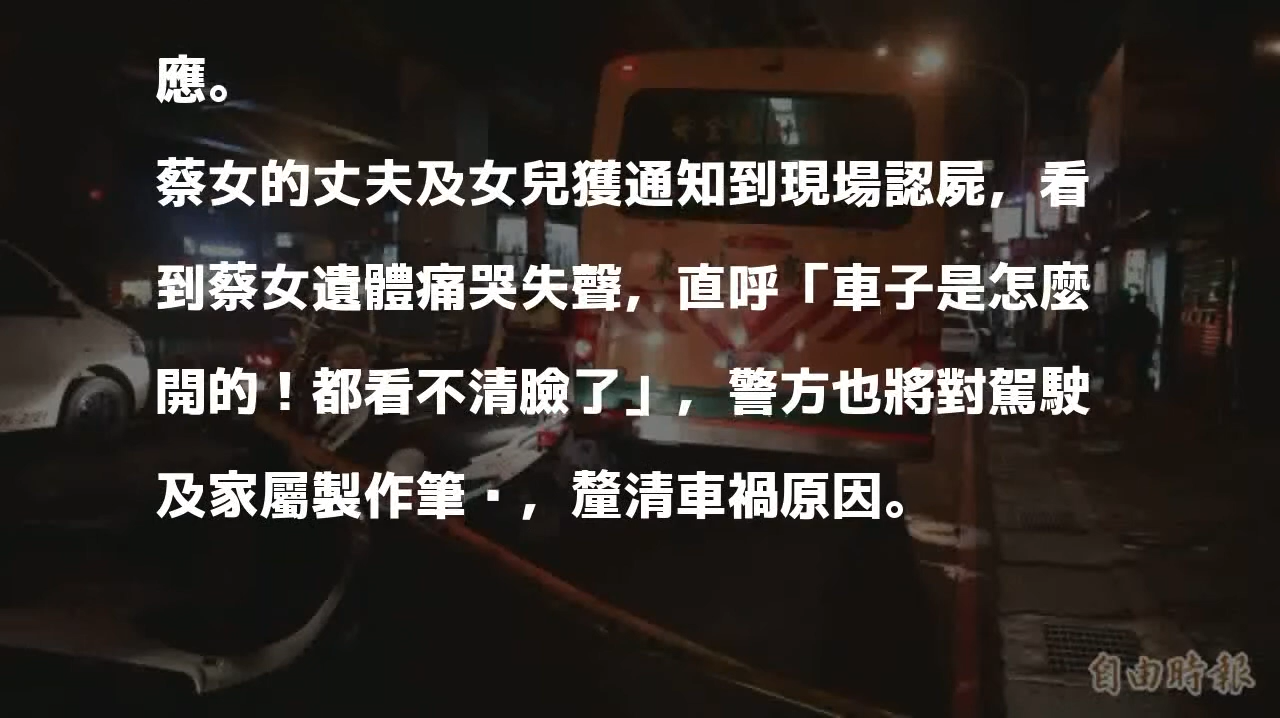 應。
蔡女的丈夫及女兒獲通知到現場認屍，看
到蔡女遺體痛哭失聲，直呼「車子是怎麼
開的！都看不清臉了」，警方也將對駕駛
及家屬製作筆▪，釐清車禍原因。
自由時報